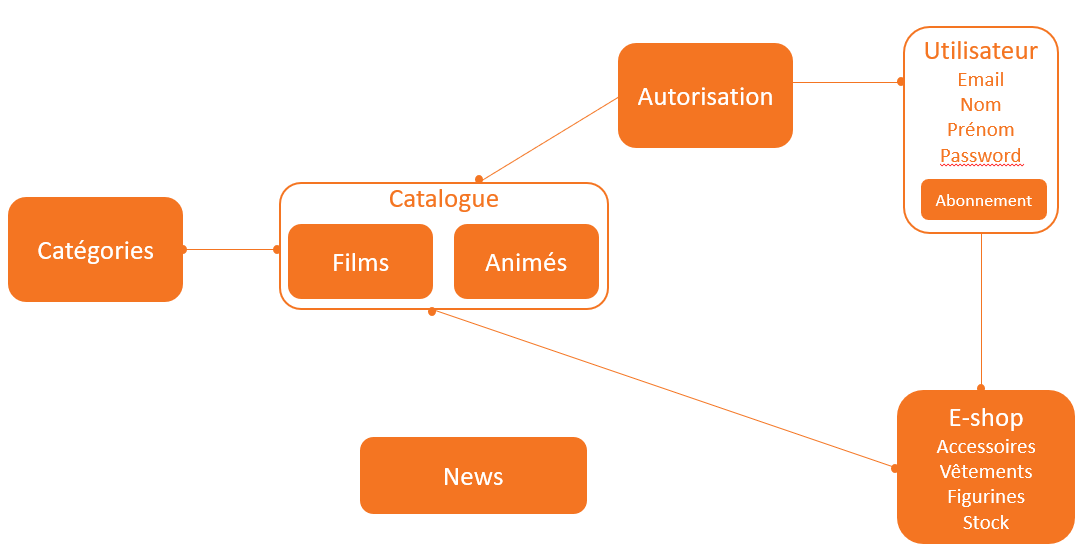 Autorisation
Utilisateur
Email
Nom
Prénom
Password
Abonnement
Catégories
Catalogue
Films
Animés
E-shop
Accessoires
Vêtements
Figurines
Stock
News